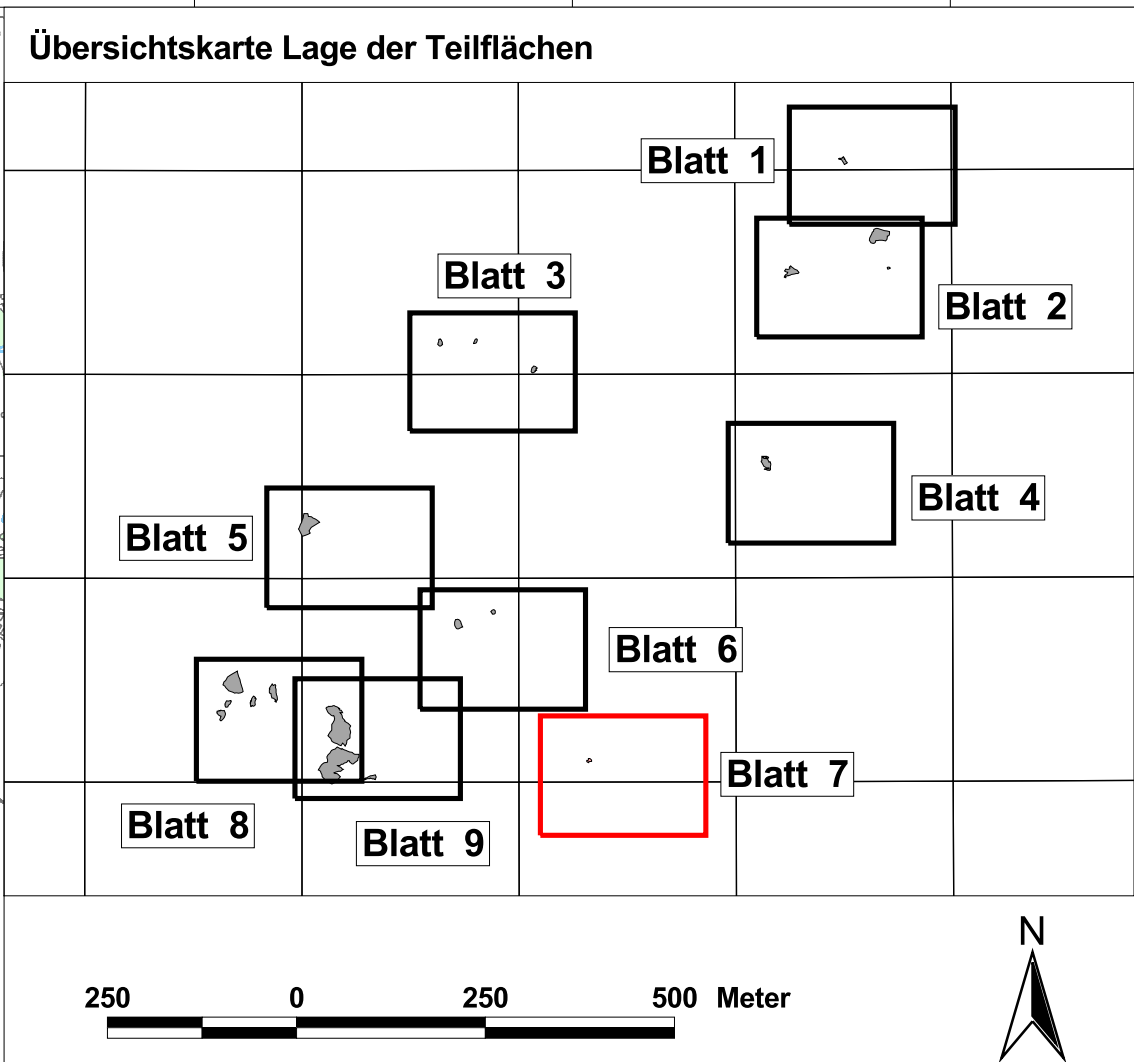 Übersichtskarte Lage der Teilflächen
Blatt 1
Blatt 2
Blatt 3
Blatt 4
Blatt 5
Blatt 6
Blatt 7
Blatt 8
Blatt 9
N
250 0 250 500 Meter